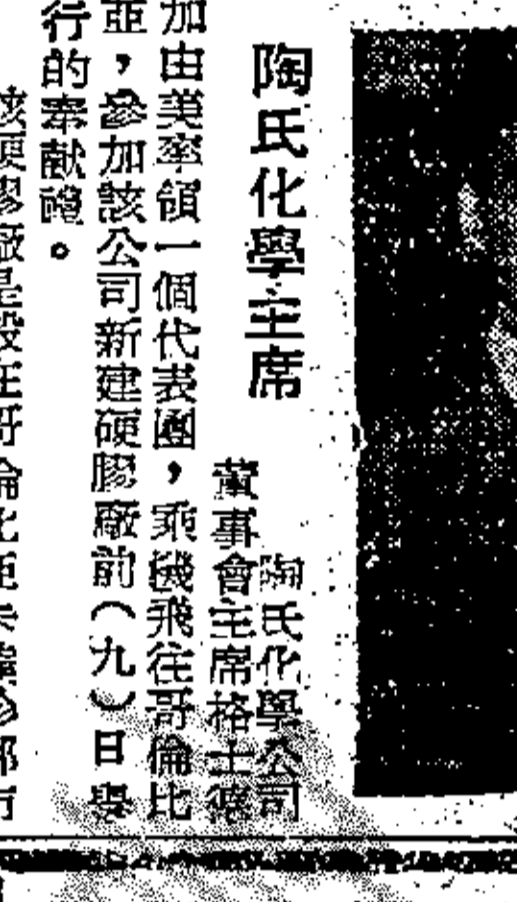 陶氏化學主席
陶氏化學公司
董事會主席格士德
加由美率領一個代表團，乘機飛往哥倫比
亞，參加該公司新建硬膠廠前（九）日舉
行的奉獻禮。
該硬膠廠是設在哥倫比亞卡